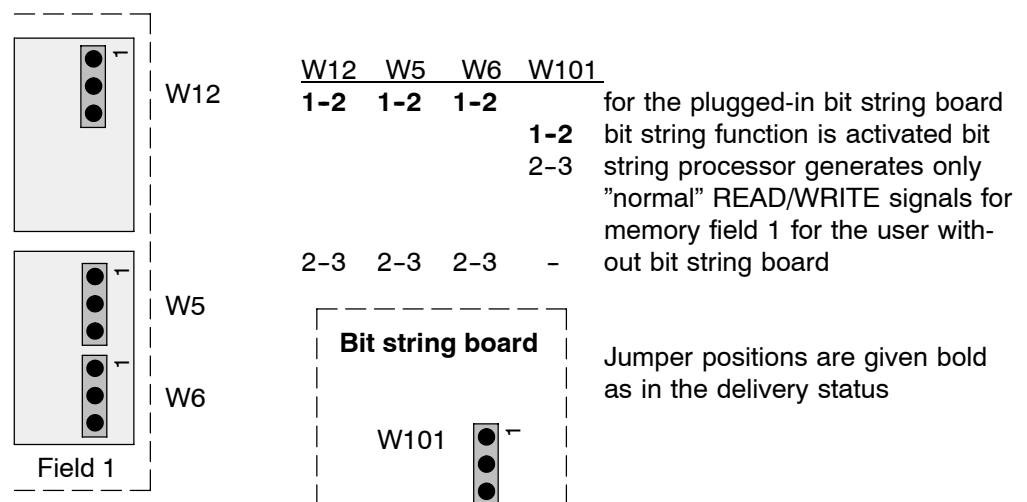 1
W12
W12 W5 W6 W101
1-2 1-2 1-2 for the plugged-in bit string board
1-2 bit string function is activated bit
2-3 string processor generates only
”normal” READ/WRITE signals for
memory field 1 for the user with-
2-3 2-3 2-3 - out bit string board
1
W5
1
W6
Field 1
Bit string board
W101 1
Jumper positions are given bold
as in the delivery status